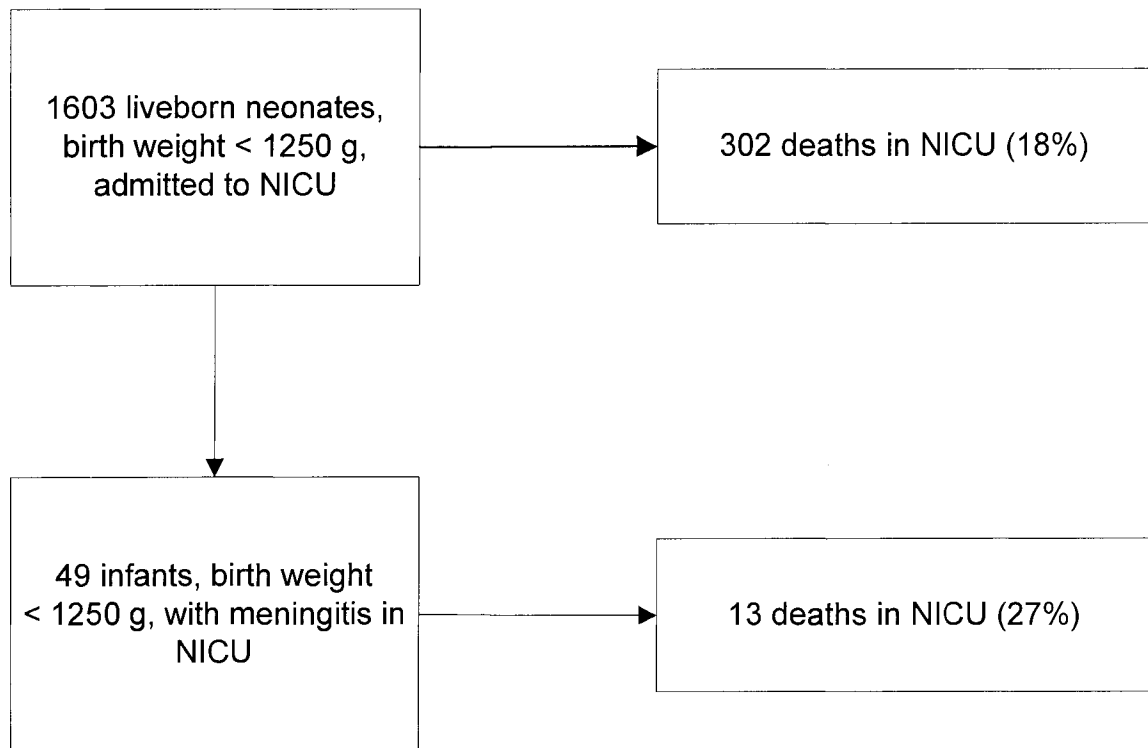 1603 liveborn neonates,
birth weight < 1250 g,
admitted to NICU
302 deaths in NICU (18%)
49 infants, birth weight
< 1250 g, with meningitis in
NICU
13 deaths in NICU (27%)